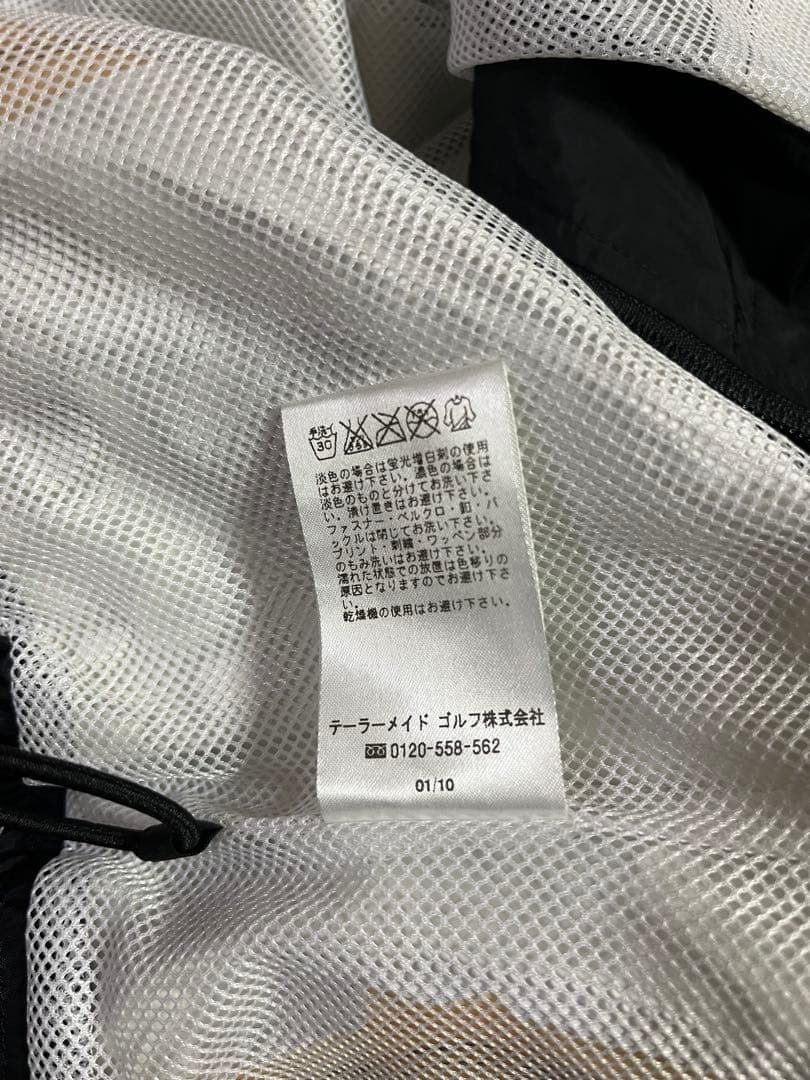 手洗イ
30
淡色の場合は蛍光増白剤の使用
はお避け下さい。濃色の場合は
淡色のものと分けてお洗い下さ
い。漬け置きはお避け下さい。
ファスナー・ベルクロ・釦・バ
ックルは閉じてお洗い下さい。
プリント・刺繍・ワッペン部分
のもみ洗いはお避け下さい。
濡れた状態での放置は色移りの
原因となりますのでお避け下さ
い。
乾燥機の使用はお避け下さい。
テーラーメイド ゴルフ株式会社
0120-558-562
01/10